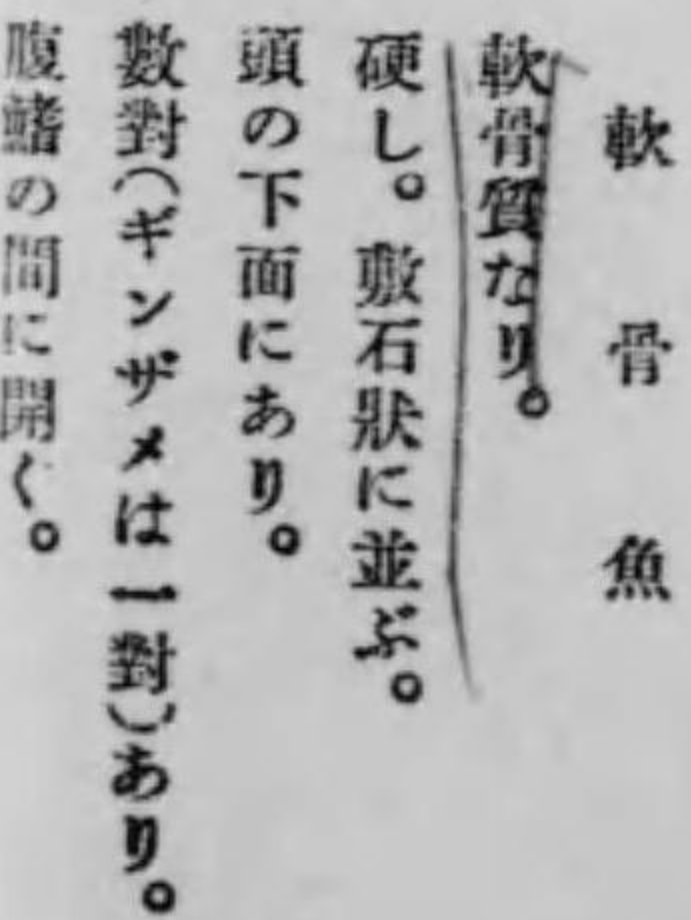 軟骨魚
軟骨質なり。
硬し。敷石狀に並ぶ。
頭の下面にあり。
數對(ギンザメは一對)あり。
腹鰭の間に開く。